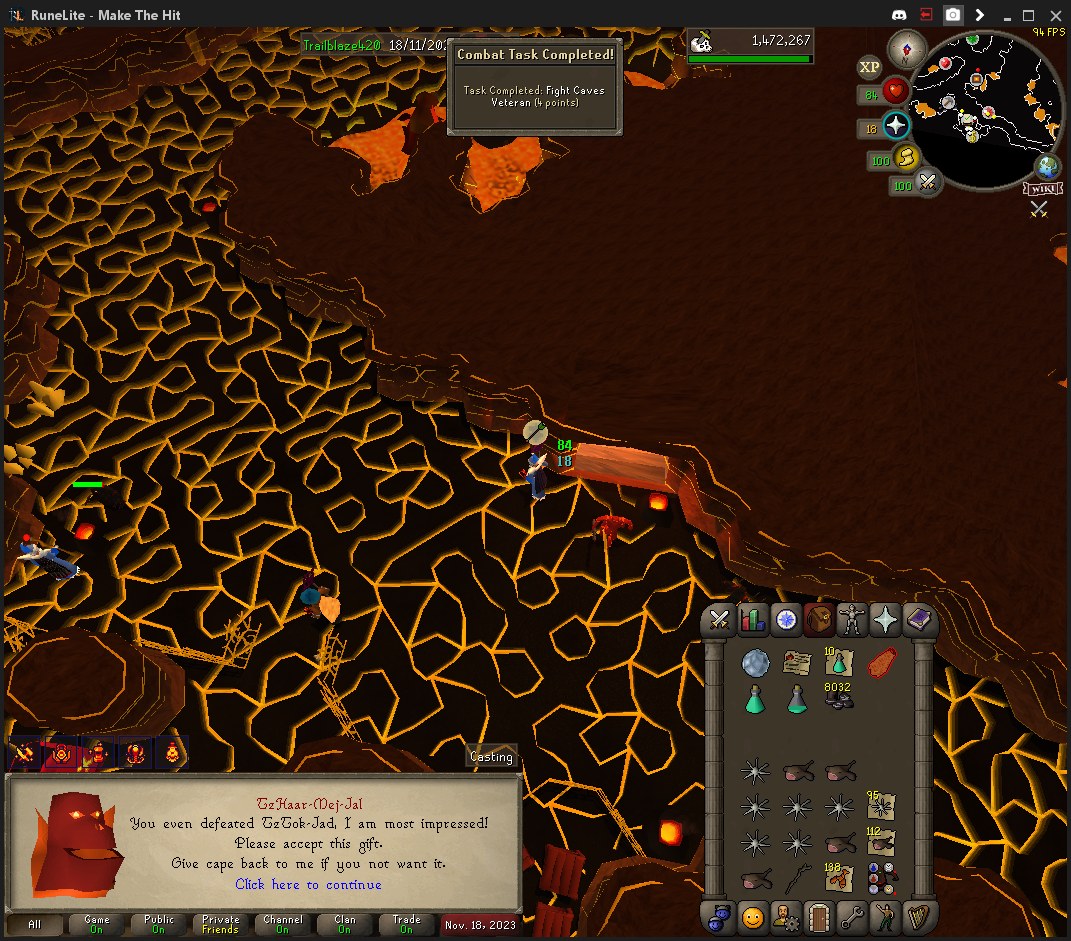 RuneLite - Make The Hit
94 FPS
Trailblaze420 18/11/202
Combat Task Completed!
Task Completed: Fight Caves
Veteran (4 points)
1,472,267
XP
N
84
18
100
100
WIKI
84
18
10
8032
95
112
138
Casting
TzHaar-Mej-Jal
You even defeated TzTok-Jad, I am most impressed!
Please accept this gift.
Give cape back to me if you not want it.
Click here to continue
All
Game
On
Public
On
Private
Friends
Channel
On
Clan
On
Trade
On
Nov. 18, 2023